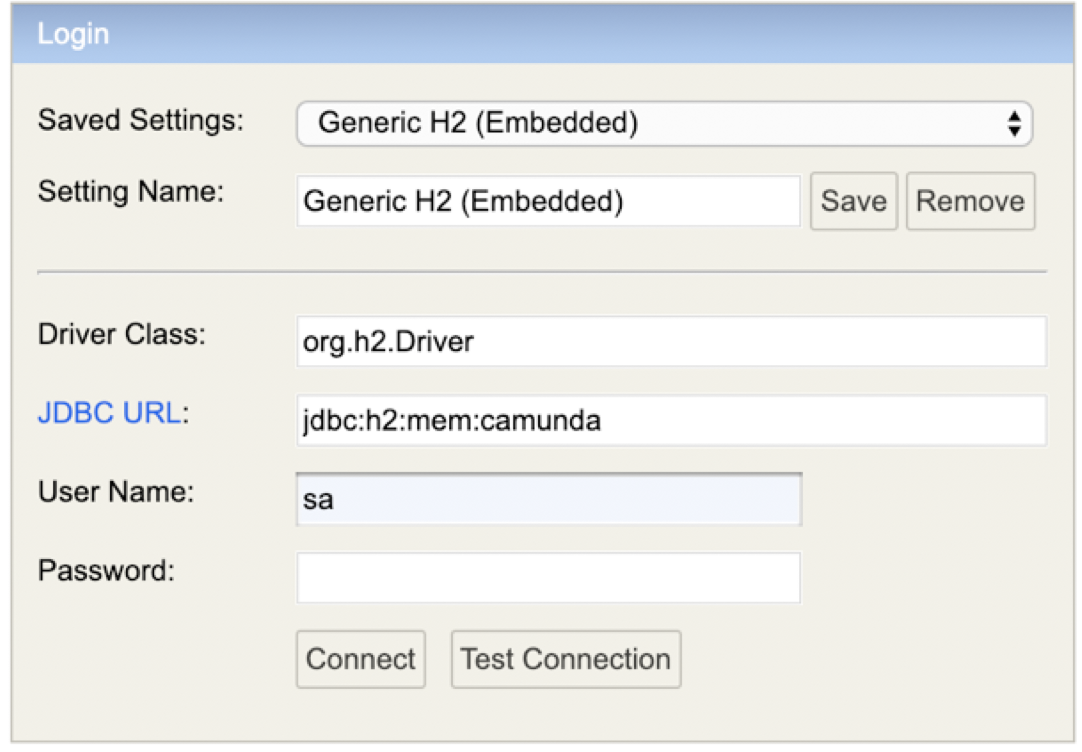 Login
Saved Settings: Generic H2 (Embedded)
Setting Name: Generic H2 (Embedded) Save Remove
Driver Class: org.h2.Driver
JDBC URL: jdbc:h2:mem:camunda
User Name: sa
Password:
Connect Test Connection